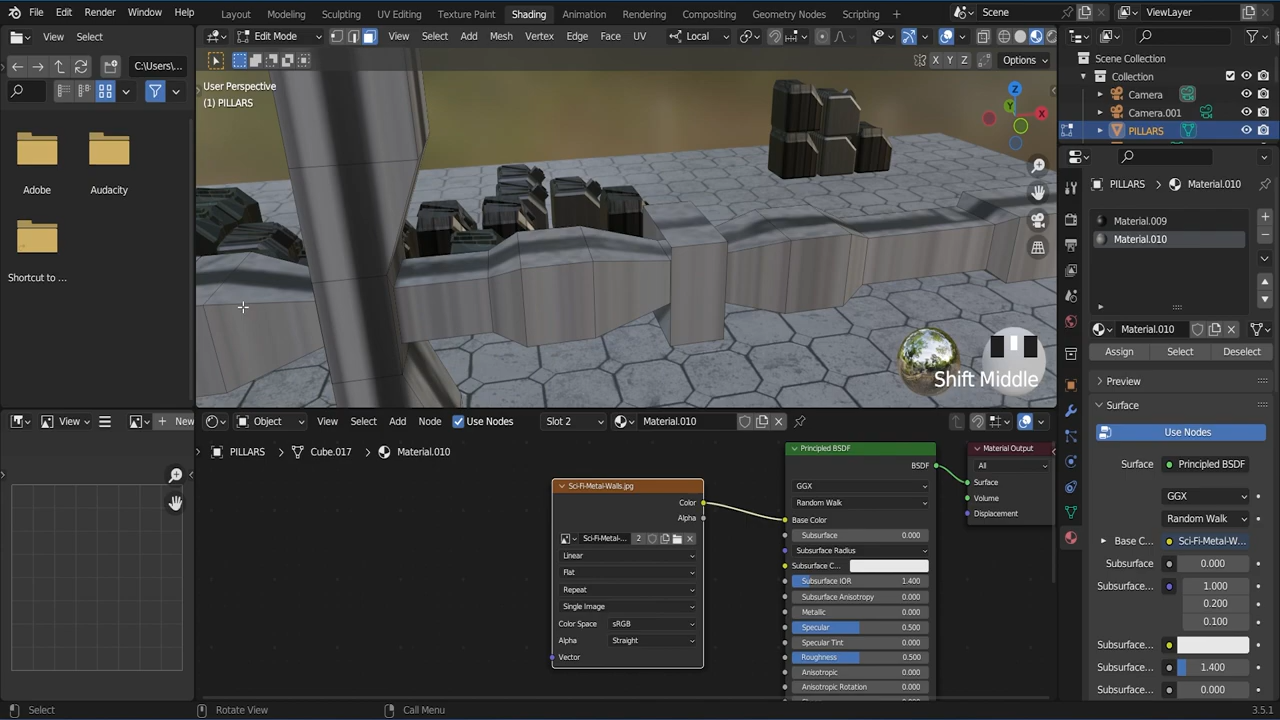 File Edit Render Window Help Layout Modeling Sculpting UV Editing Texture Paint Shading Animation Rendering Compositing Geometry Nodes Scripting Scene ViewLayer
View Select Edit Mode View Select Add Mesh Vertex Edge Face UV Local
C:\Users\... X Y Z Options
User Perspective
(1) PILLARS
Adobe
Audacity
Shortcut to ...
Z
Y
X
Shift Middle
Scene Collection
Collection
Camera
Camera.001
PILLARS
PILLARS Material.010
Material.009
Material.010
Material.010
Assign Select Deselect
Preview
Surface
Use Nodes
Surface Principled BSDF
GGX
Random Walk
Base C... Sci-Fi-Metal-W...
Subsurface 0.000
Subsurface... 1.000
0.200
0.100
Subsurface...
Subsurface... 1.400
Subsurface... 0.000
View New Object View Select Add Node Use Nodes Slot 2 Material.010
PILLARS Cube.017 Material.010
Sci-Fi-Metal-Walls.jpg
Color
Alpha
Sci-Fi-Metal-... 2
Linear
Flat
Repeat
Single Image
Color Space sRGB
Alpha Straight
Vector
Principled BSDF
BSDF
GGX
Random Walk
Base Color
Subsurface 0.000
Subsurface Radius
Subsurface C...
Subsurface IOR 1.400
Subsurface Anisotropy 0.000
Metallic 0.000
Specular 0.500
Specular Tint 0.000
Roughness 0.500
Anisotropic 0.000
Anisotropic Rotation 0.000
Material Output
All
Surface
Volume
Displacement
Select Rotate View Call Menu 3.5.1